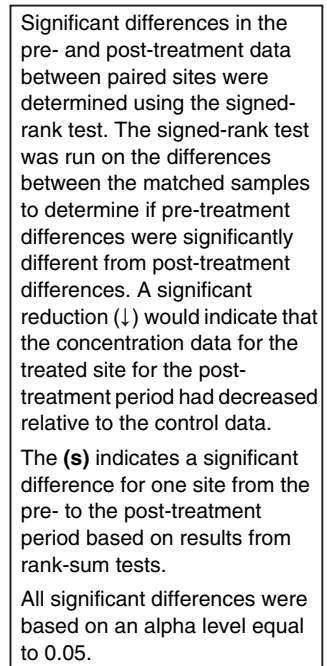 Significant differences in the
pre- and post-treatment data
between paired sites were
determined using the signed-
rank test. The signed-rank test
was run on the differences
between the matched samples
to determine if pre-treatment
differences were significantly
different from post-treatment
differences. A significant
reduction (↓) would indicate that
the concentration data for the
treated site for the post-
treatment period had decreased
relative to the control data.
The (s) indicates a significant
difference for one site from the
pre- to the post-treatment
period based on results from
rank-sum tests.
All significant differences were
based on an alpha level equal
to 0.05.